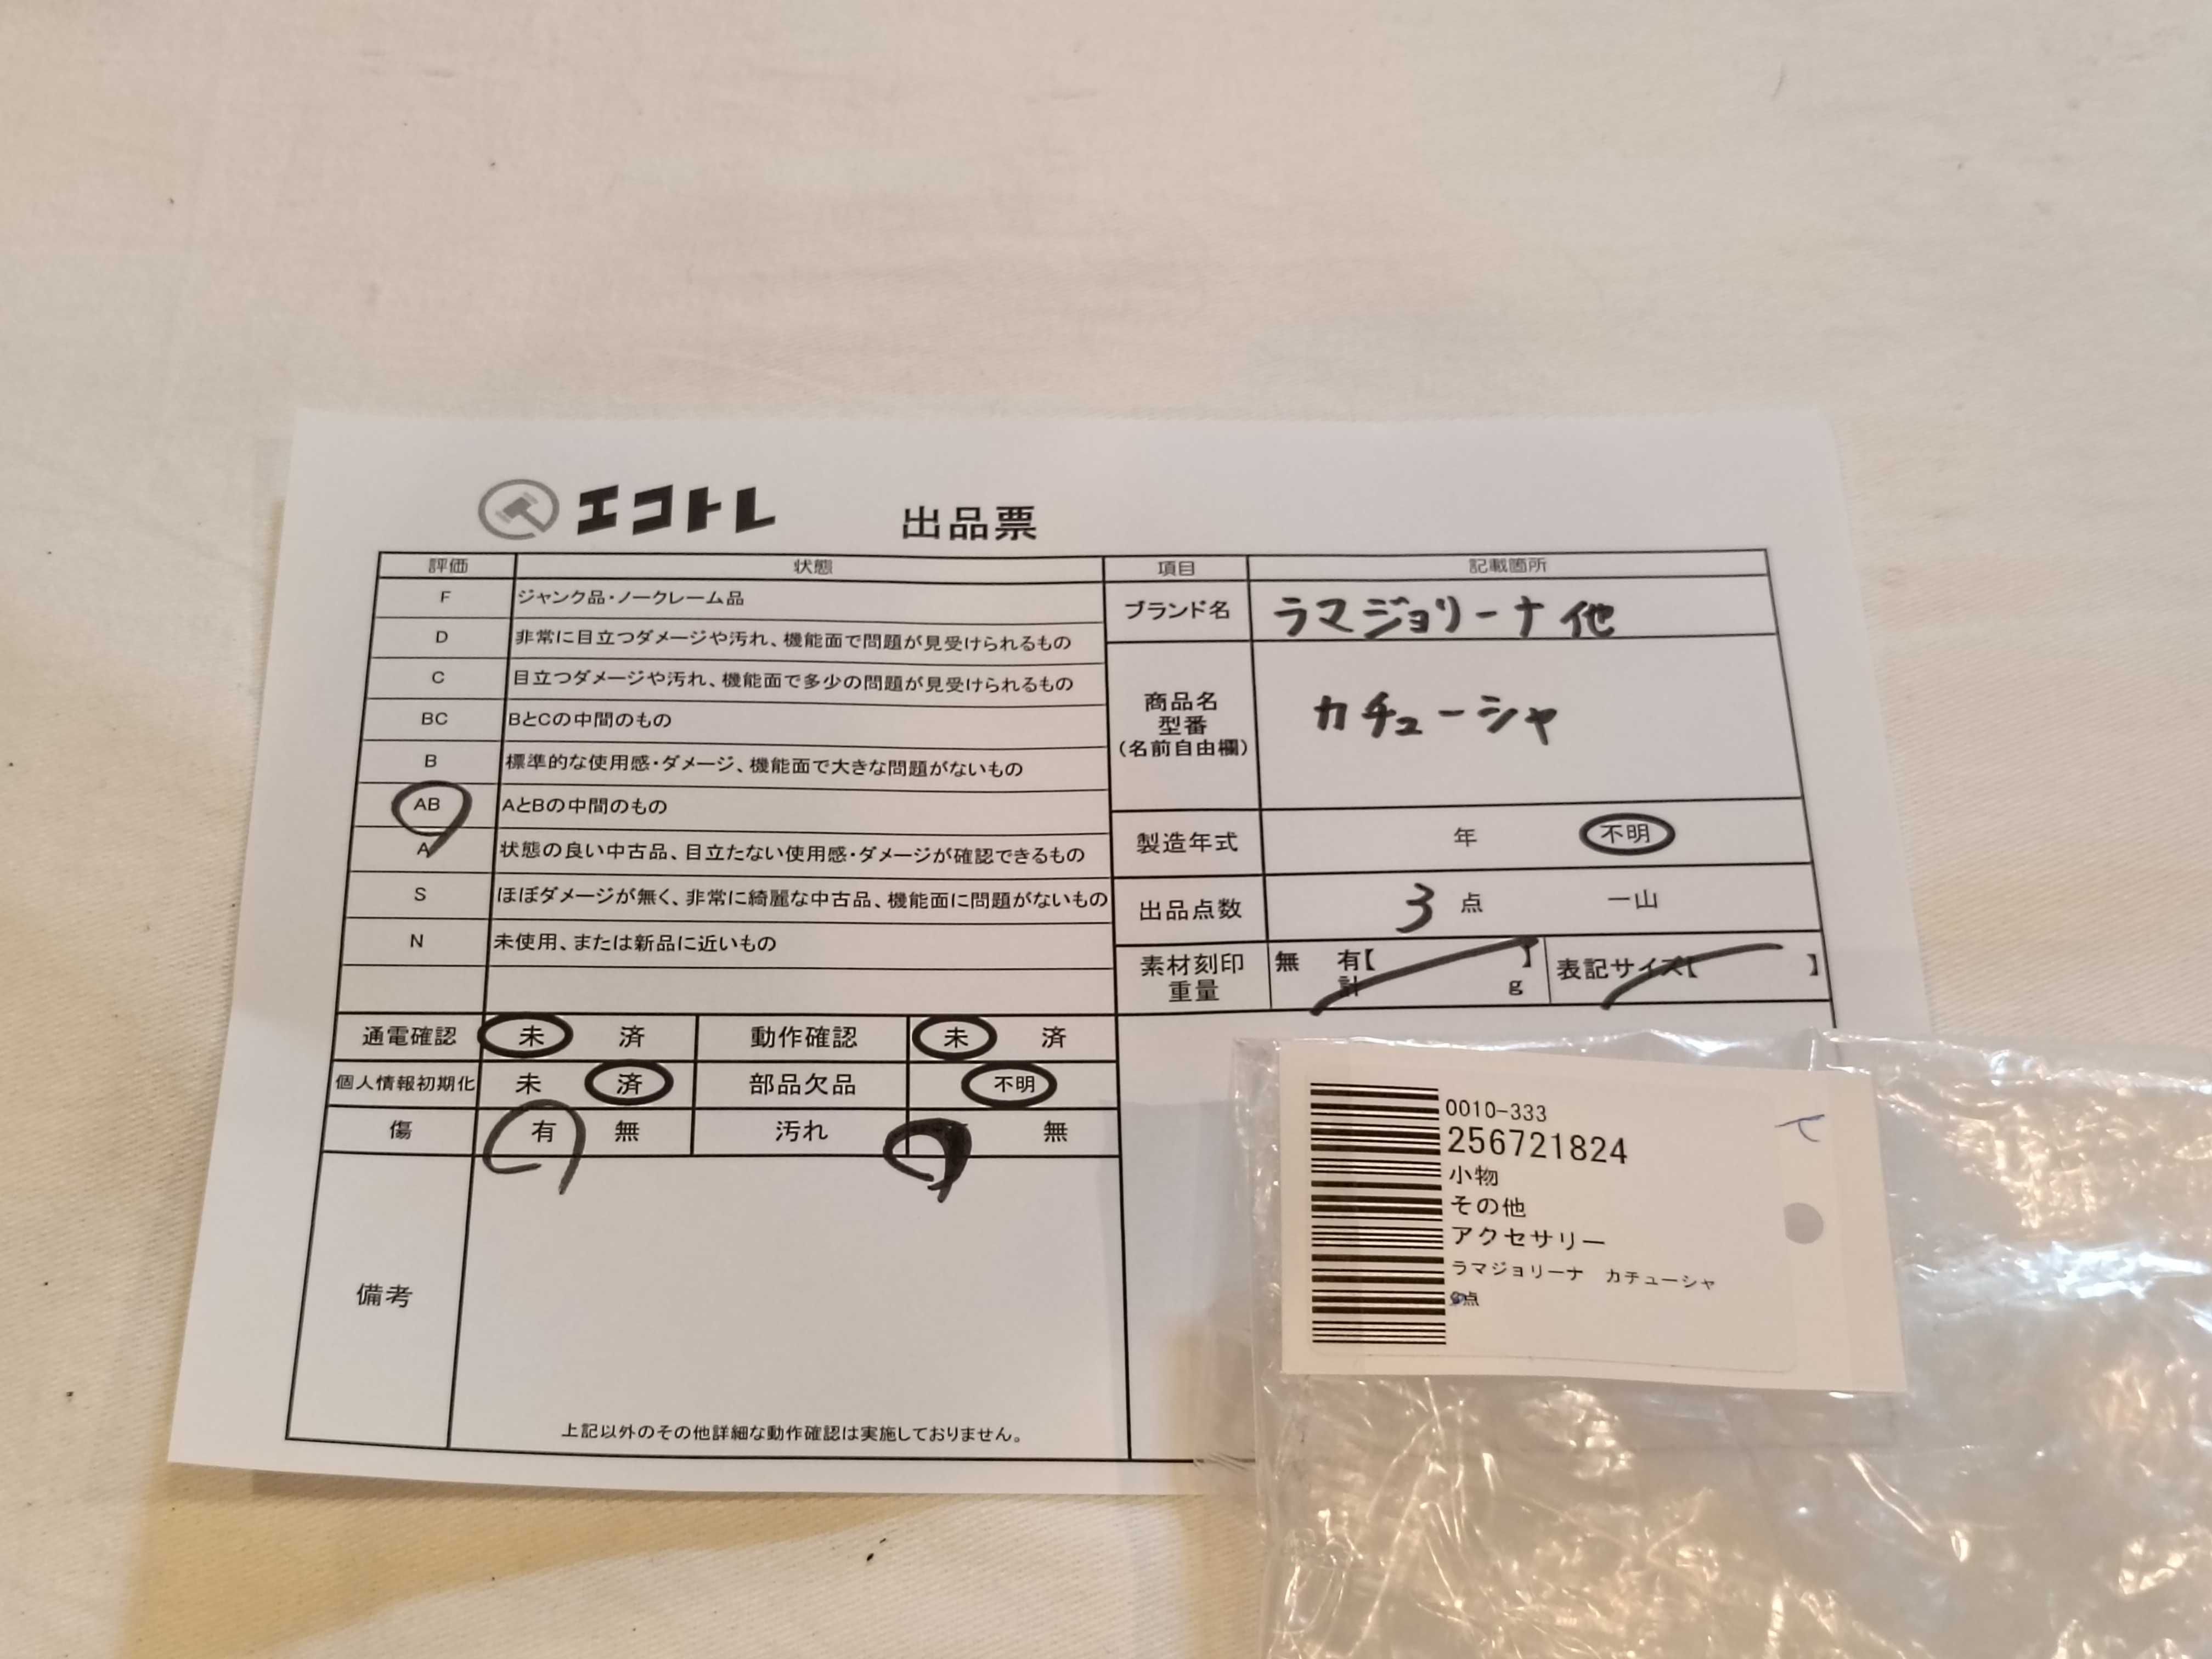 エコトレ 出品票
評価 状態
F ジャンク品・ノークレーム品
D 非常に目立つダメージや汚れ、機能面で問題が見受けられるもの
C 目立つダメージや汚れ、機能面で多少の問題が見受けられるもの
BC BとCの中間のもの
B 標準的な使用感・ダメージ、機能面で大きな問題がないもの
AB AとBの中間のもの
A 状態の良い中古品、目立たない使用感・ダメージが確認できるもの
S ほぼダメージが無く、非常に綺麗な中古品、機能面に問題がないもの
N 未使用、または新品に近いもの
項目 記載箇所
ブランド名 ラマジョリーナ 他
商品名
型番
(名前自由欄)
カチューシャ
製造年式 年 不明
出品点数 3 点 一山
素材刻印 無 有【 】
重量 計 g
表記サイズ【 】
通電確認 未 済 動作確認 未 済
個人情報初期化 未 済 部品欠品 不明
傷 有 無 汚れ 無
備考
上記以外のその他詳細な動作確認は実施しておりません。
0010-333
256721824
小物
その他
アクセサリー
ラマジョリーナ カチューシャ
点